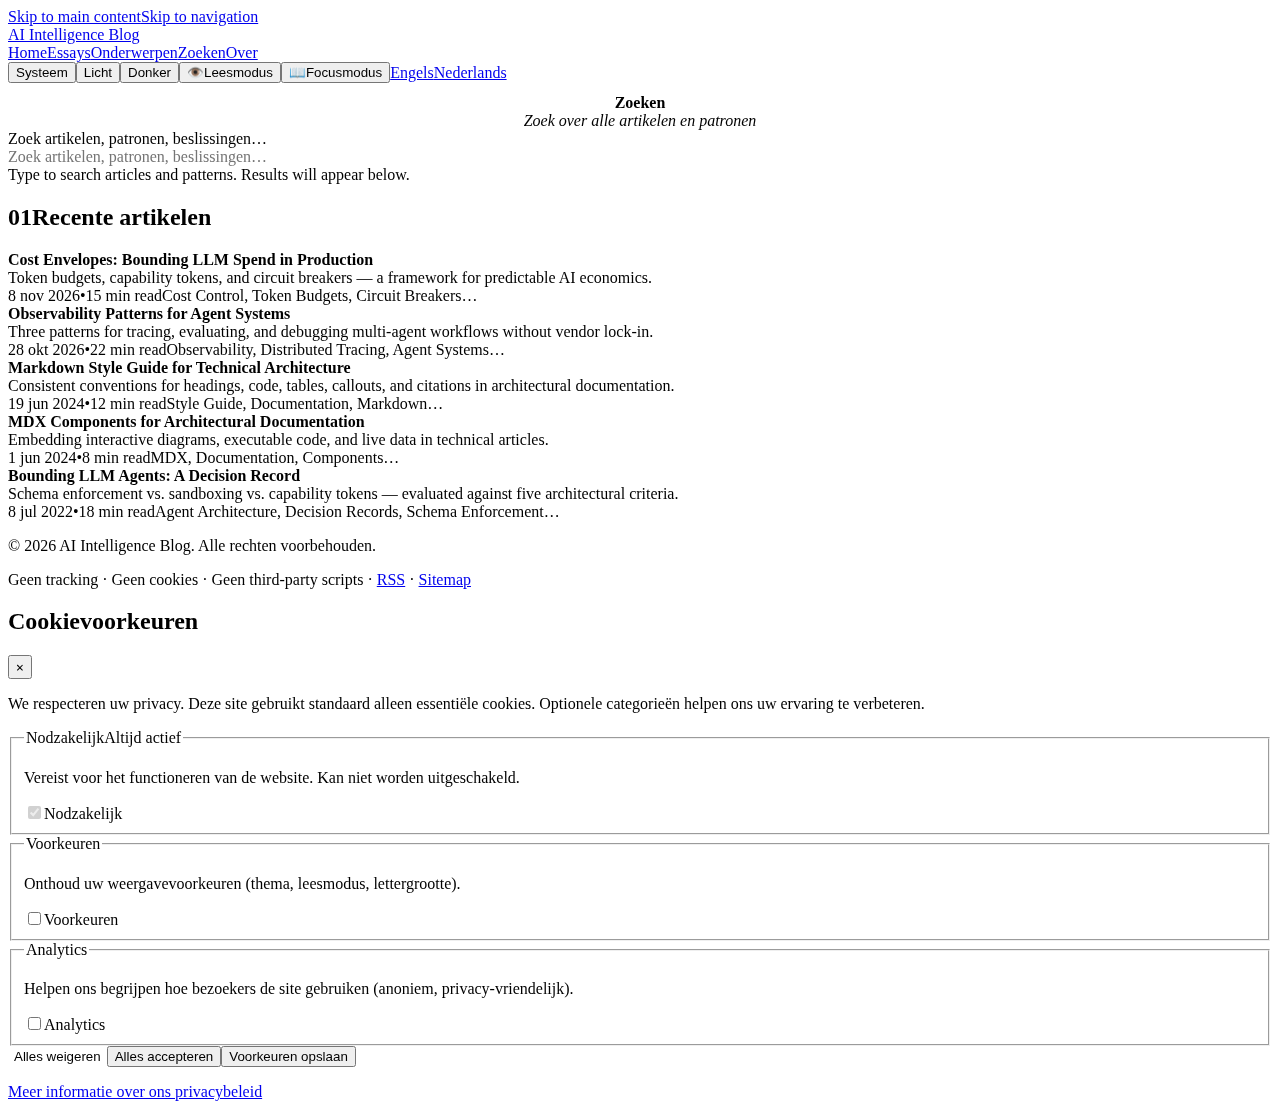 Skip to main contentSkip to navigation
AI Intelligence Blog
HomeEssaysOnderwerpenZoekenOver
Systeem Licht Donker 👁️Leesmodus 📖Focusmodus EngelsNederlands
Zoeken
Zoek over alle artikelen en patronen
Zoek artikelen, patronen, beslissingen…
Zoek artikelen, patronen, beslissingen…
Type to search articles and patterns. Results will appear below.
01Recente artikelen
Cost Envelopes: Bounding LLM Spend in Production
Token budgets, capability tokens, and circuit breakers — a framework for predictable AI economics.
8 nov 2026•15 min readCost Control, Token Budgets, Circuit Breakers…
Observability Patterns for Agent Systems
Three patterns for tracing, evaluating, and debugging multi-agent workflows without vendor lock-in.
28 okt 2026•22 min readObservability, Distributed Tracing, Agent Systems…
Markdown Style Guide for Technical Architecture
Consistent conventions for headings, code, tables, callouts, and citations in architectural documentation.
19 jun 2024•12 min readStyle Guide, Documentation, Markdown…
MDX Components for Architectural Documentation
Embedding interactive diagrams, executable code, and live data in technical articles.
1 jun 2024•8 min readMDX, Documentation, Components…
Bounding LLM Agents: A Decision Record
Schema enforcement vs. sandboxing vs. capability tokens — evaluated against five architectural criteria.
8 jul 2022•18 min readAgent Architecture, Decision Records, Schema Enforcement…
© 2026 AI Intelligence Blog. Alle rechten voorbehouden.
Geen tracking · Geen cookies · Geen third-party scripts · RSS · Sitemap
Cookievoorkeuren
×
We respecteren uw privacy. Deze site gebruikt standaard alleen essentiële cookies. Optionele categorieën helpen ons uw ervaring te verbeteren.
NodzakelijkAltijd actief
Vereist voor het functioneren van de website. Kan niet worden uitgeschakeld.
Nodzakelijk
Voorkeuren
Onthoud uw weergavevoorkeuren (thema, leesmodus, lettergrootte).
Voorkeuren
Analytics
Helpen ons begrijpen hoe bezoekers de site gebruiken (anoniem, privacy-vriendelijk).
Analytics
Alles weigeren Alles accepteren Voorkeuren opslaan
Meer informatie over ons privacybeleid